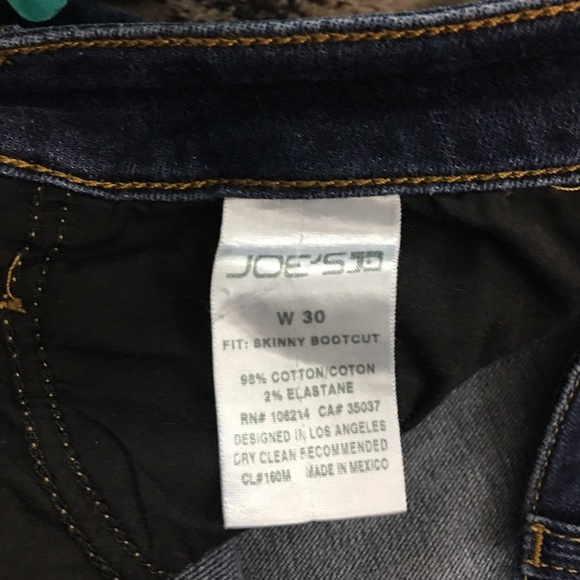 JOE'S
W 30
FIT: SKINNY BOOTCUT
98% COTTON/COTON
2% ELASTANE
RN# 106214 CA# 35037
DESIGNED IN LOS ANGELES
DRY CLEAN RECOMMENDED
CL#160M MADE IN MEXICO